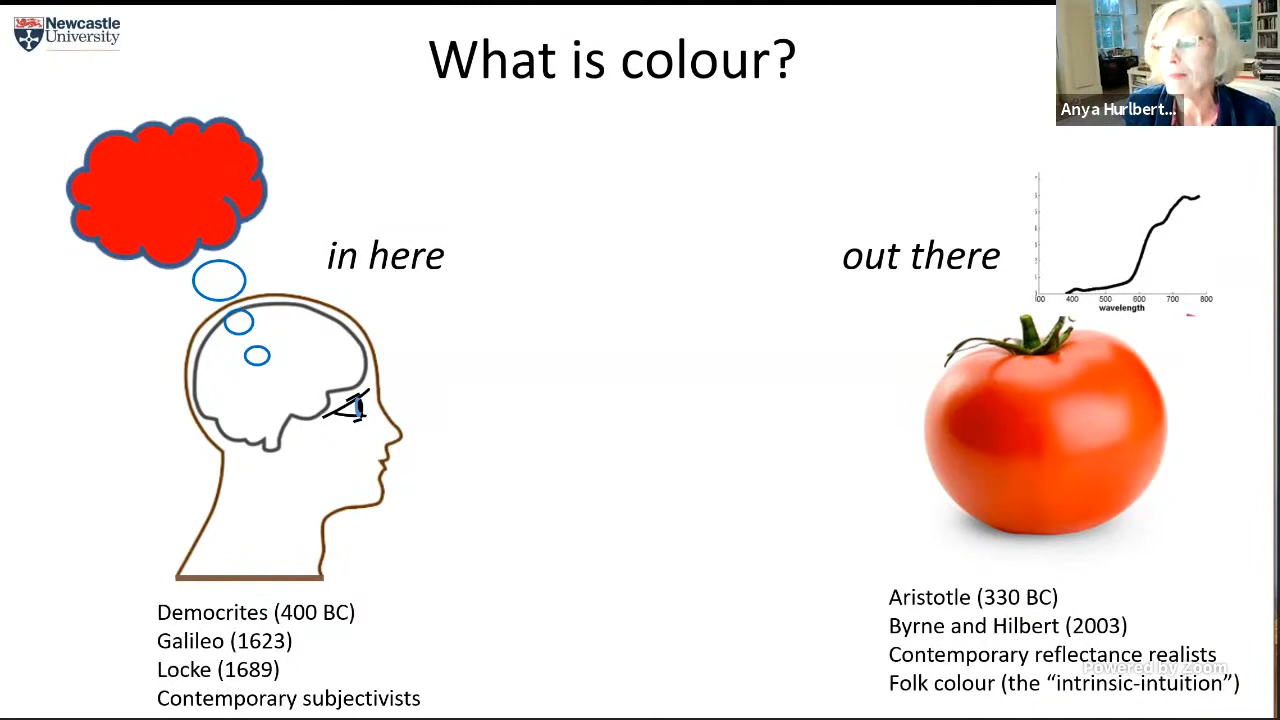 Newcastle
University
What is colour?
Anya Hurlbert...
in here
out there
00 400 500 600 700 800
wavelength
Democrites (400 BC)
Galileo (1623)
Locke (1689)
Contemporary subjectivists
Aristotle (330 BC)
Byrne and Hilbert (2003)
Contemporary reflectance realists
Powered by Zoom
Folk colour (the “intrinsic-intuition”)